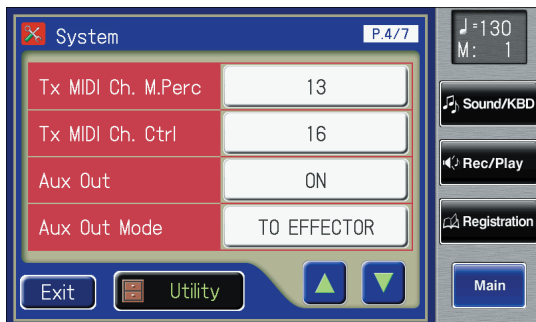 System P.4/7
♩=130
M: 1
Tx MIDI Ch. M.Perc 13
Tx MIDI Ch. Ctrl 16
Aux Out ON
Aux Out Mode TO EFFECTOR
Exit Utility
Sound/KBD
Rec/Play
Registration
Main